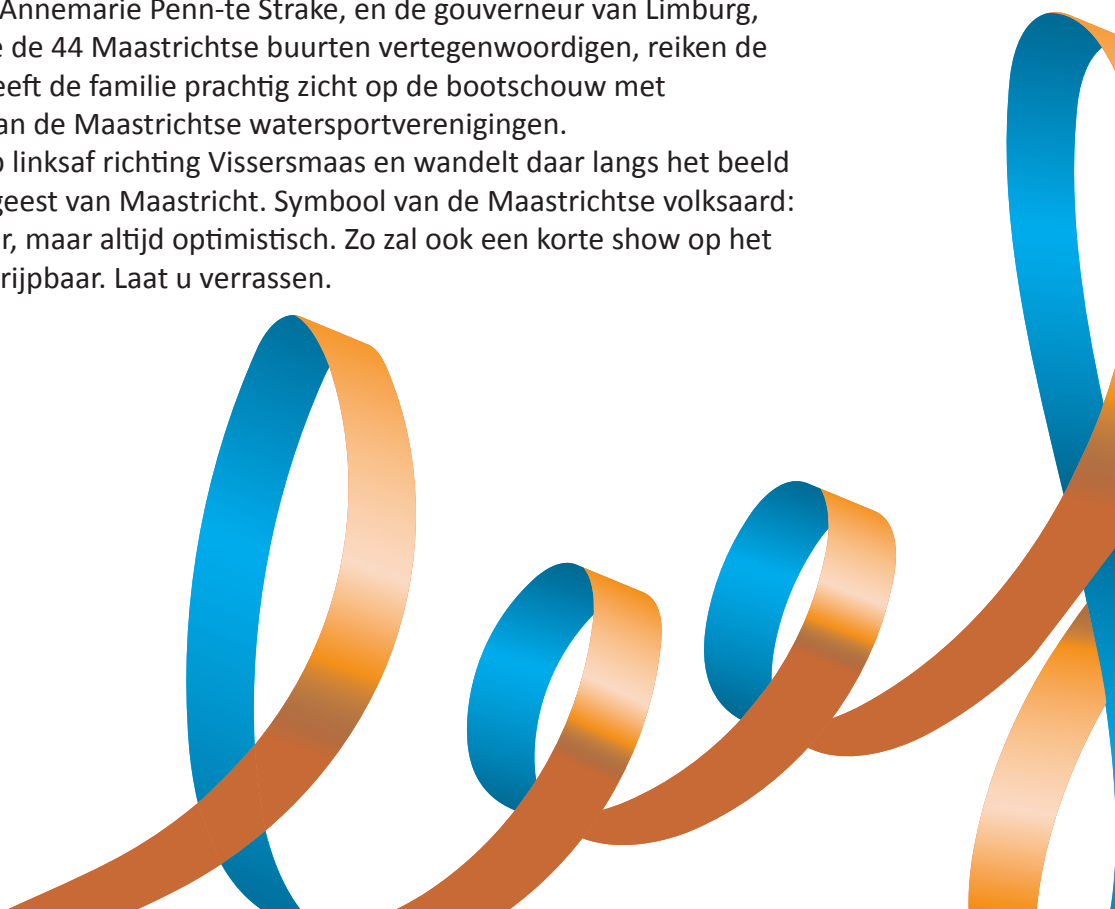 Annemarie Penn-te Strake, en de gouverneur van Limburg,
de 44 Maastrichtse buurten vertegenwoordigen, reiken de
de familie prachtig zicht op de bootschouw met
de Maastrichtse watersportverenigingen.
linksaf richting Vissersmaas en wandelt daar langs het beeld
geest van Maastricht. Symbool van de Maastrichtse volksaard:
maar altijd optimistisch. Zo zal ook een korte show op het
Laat u verrassen.